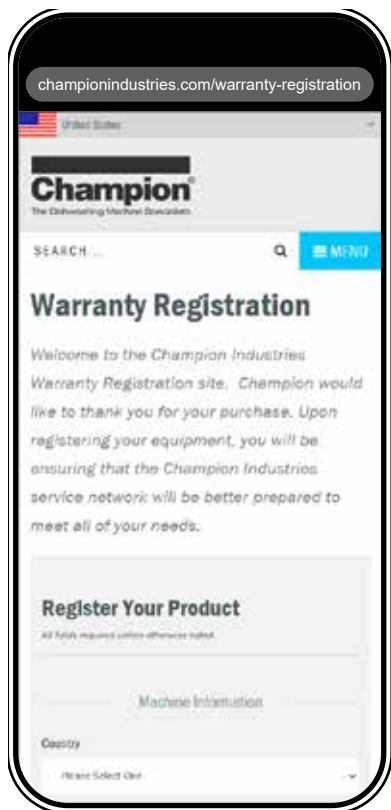 championindustries.com/warranty-registration
United States
Champion®
The Dishwashing Machine Specialists
SEARCH...
MENU
Warranty Registration
Welcome to the Champion Industries
Warranty Registration site. Champion would
like to thank you for your purchase. Upon
registering your equipment, you will be
ensuring that the Champion Industries
service network will be better prepared to
meet all of your needs.
Register Your Product
All fields required unless otherwise noted.
Machine Information
Country
Please Select One